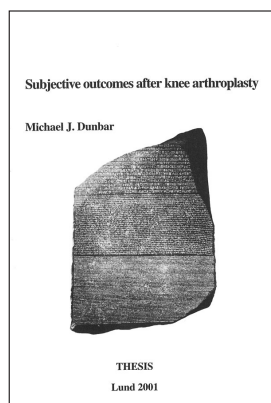 Subjective outcomes after knee arthroplasty
Michael J. Dunbar
THESIS
Lund 2001